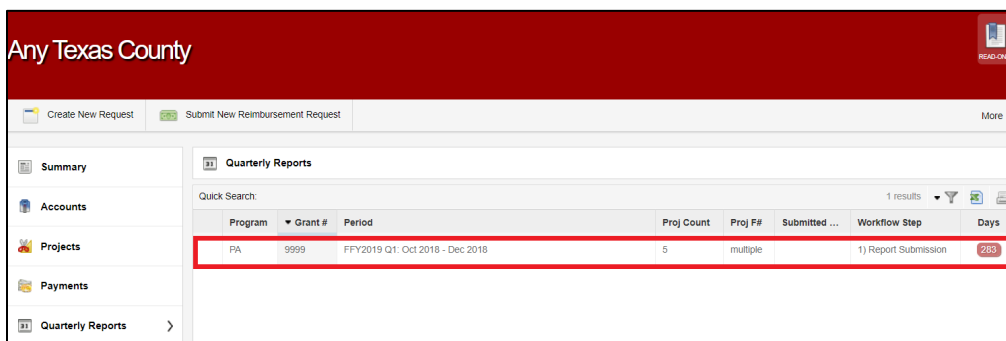 Any Texas County
READ-ON
Create New Request Submit New Reimbursement Request More
Summary
Accounts
Projects
Payments
Quarterly Reports
31 Quarterly Reports
Quick Search: 1 results
Program Grant # Period Proj Count Proj F# Submitted ... Workflow Step Days
PA 9999 FFY2019 Q1: Oct 2018 - Dec 2018 5 multiple 1) Report Submission 283